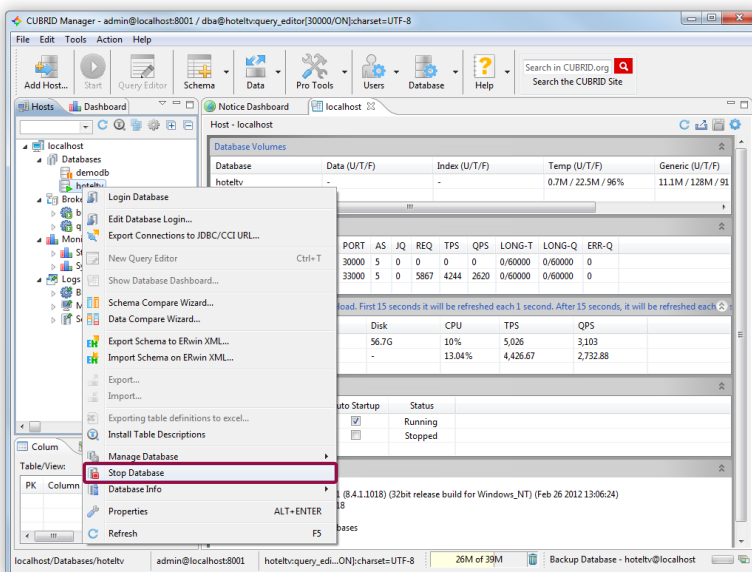 CUBRID Manager - admin@localhost:8001 / dba@hoteltv:query_editor[30000/ON]:charset=UTF-8
File Edit Tools Action Help
Add Host... Start Query Editor Schema Data Pro Tools Users Database Help
Search in CUBRID.org
Search the CUBRID Site
Hosts Dashboard
Notice Dashboard localhost
localhost
Databases
demodb
hoteltv
Host - localhost
Database Volumes
Database Data (U/T/F) Index (U/T/F) Temp (U/T/F) Generic (U/T/F)
hoteltv - - 0.7M / 22.5M / 96% 11.1M / 128M / 91
PORT AS JQ REQ TPS QPS LONG-T LONG-Q ERR-Q
30000 5 0 0 0 0 0/60000 0/60000 0
33000 5 0 5867 4244 2620 0/60000 0/60000 0
load. First 15 seconds it will be refreshed each 1 second. After 15 seconds, it will be refreshed each
Disk CPU TPS QPS
56.7G 10% 5,026 3,103
- 13.04% 4,426.67 2,732.88
uto Startup Status
Running
Stopped
1 (8.4.1.1018) (32bit release build for Windows_NT) (Feb 26 2012 13:06:24)
18
bases
Login Database
Edit Database Login...
Export Connections to JDBC/CCI URL...
New Query Editor Ctrl+T
Show Database Dashboard...
Schema Compare Wizard...
Data Compare Wizard...
Export Schema to ERwin XML...
Import Schema on ERwin XML...
Export...
Import...
Exporting table definitions to excel...
Install Table Descriptions
Manage Database
Stop Database
Database Info
Properties ALT+ENTER
Refresh F5
Broke
b
q
Moni
St
Sy
Logs
B
M
Se
Colum
Table/View:
PK Column
localhost/Databases/hoteltv admin@localhost:8001 hoteltv:query_edi...ON]:charset=UTF-8 26M of 39M Backup Database - hoteltv@localhost